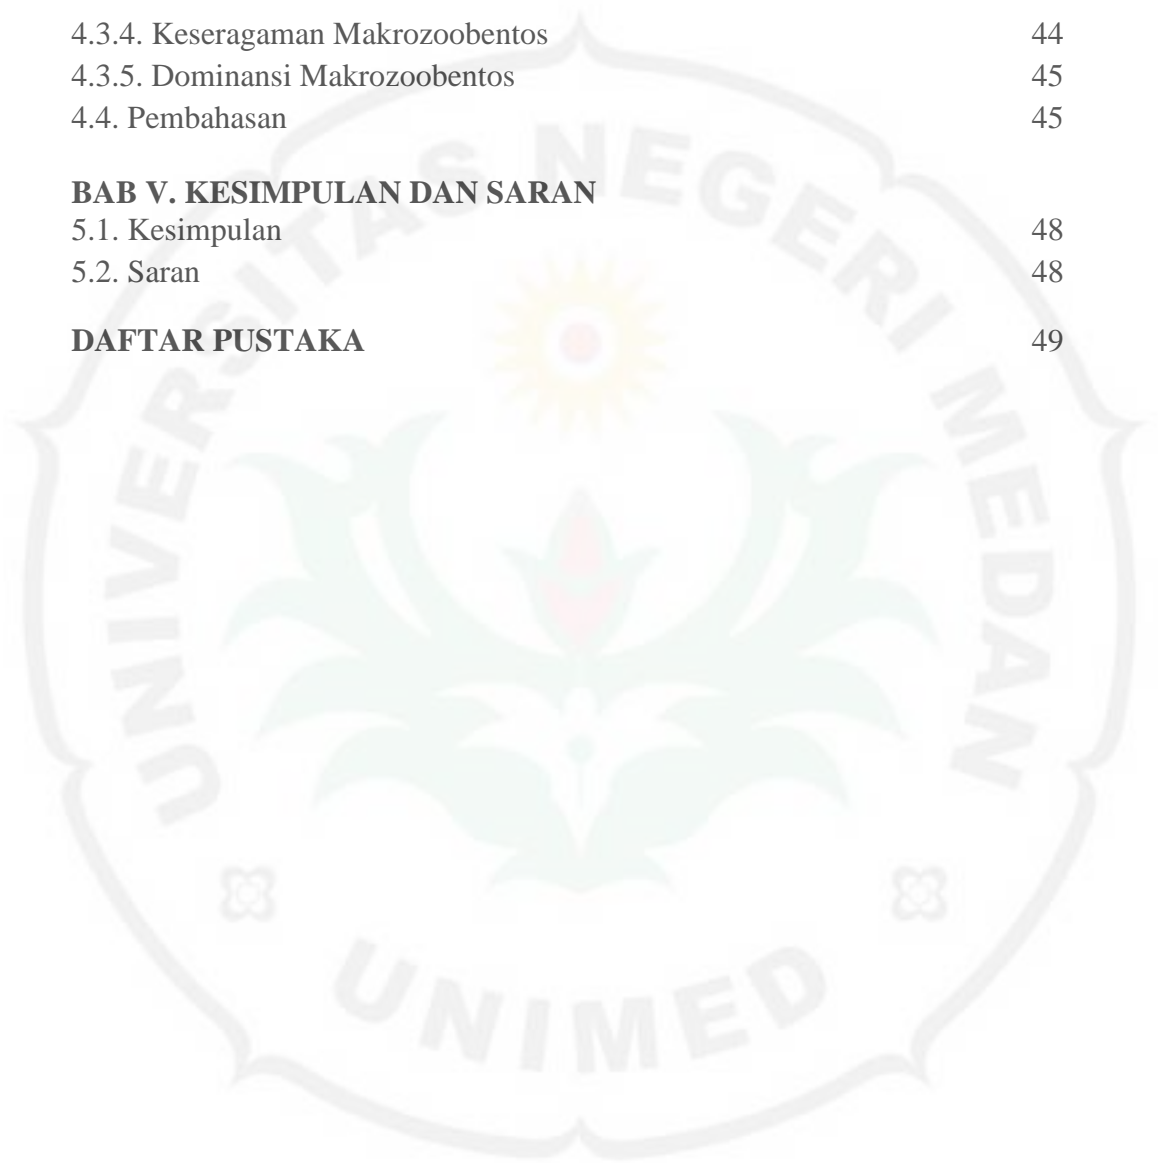 4.3.4. Keseragaman Makrozoobentos 44
4.3.5. Dominansi Makrozoobentos 45
4.4. Pembahasan 45
BAB V. KESIMPULAN DAN SARAN
5.1. Kesimpulan 48
5.2. Saran 48
DAFTAR PUSTAKA 49
UNIVERSITAS NEGERI MEDAN
UNIMED